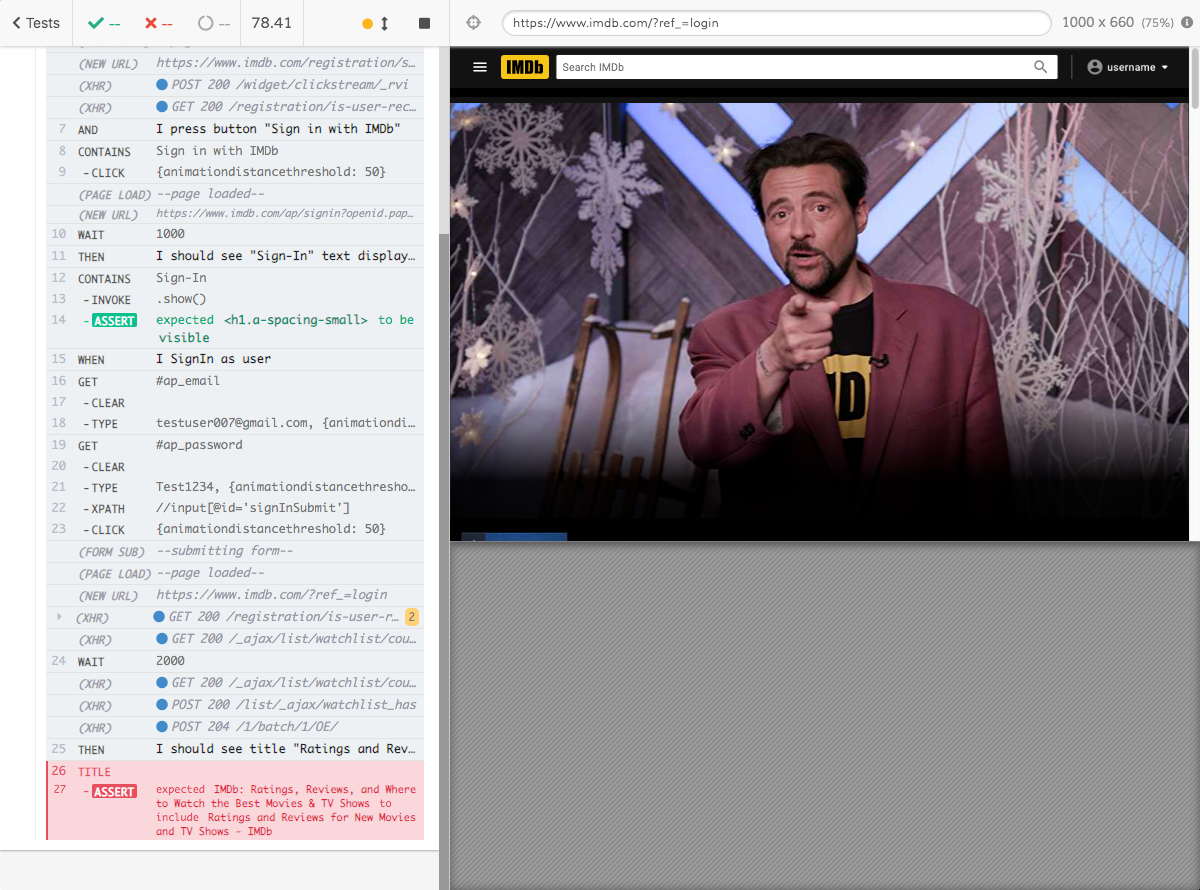 Tests
--
--
--
78.41
https://www.imdb.com/?ref_=login
1000 x 660 (75%)
(NEW URL) https://www.imdb.com/registration/s…
(XHR) POST 200 /widget/clickstream/_rvi
(XHR) GET 200 /registration/is-user-rec…
7 AND I press button "Sign in with IMDb"
8 CONTAINS Sign in with IMDb
9 -CLICK {animationdistancethreshold: 50}
(PAGE LOAD) --page loaded--
(NEW URL) https://www.imdb.com/ap/signin?openid.pap…
10 WAIT 1000
11 THEN I should see "Sign-In" text display…
12 CONTAINS Sign-In
13 -INVOKE .show()
14 -ASSERT expected <h1.a-spacing-small> to be
visible
15 WHEN I SignIn as user
16 GET #ap_email
17 -CLEAR
18 -TYPE testuser007@gmail.com, {animationdi…
19 GET #ap_password
20 -CLEAR
21 -TYPE Test1234, {animationdistancethresho…
22 -XPATH //input[@id='signInSubmit']
23 -CLICK {animationdistancethreshold: 50}
(FORM SUB) --submitting form--
(PAGE LOAD) --page loaded--
(NEW URL) https://www.imdb.com/?ref_=login
(XHR) GET 200 /registration/is-user-r… 2
(XHR) GET 200 /_ajax/list/watchlist/cou…
24 WAIT 2000
(XHR) GET 200 /_ajax/list/watchlist/cou…
(XHR) POST 200 /list/_ajax/watchlist_has
(XHR) POST 204 /1/batch/1/OE/
25 THEN I should see title "Ratings and Rev…
26 TITLE
27 -ASSERT expected IMDb: Ratings, Reviews, and Where
to Watch the Best Movies & TV Shows to
include Ratings and Reviews for New Movies
and TV Shows - IMDb
IMDb
Search IMDb
username